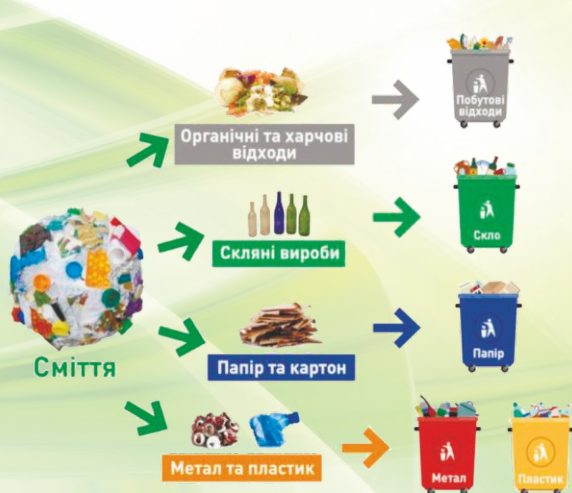 Органічні та харчові
відходи
Побутові
відходи
Скляні вироби
Скло
Сміття
Папір та картон
Папір
Метал та пластик
Метал
Пластик